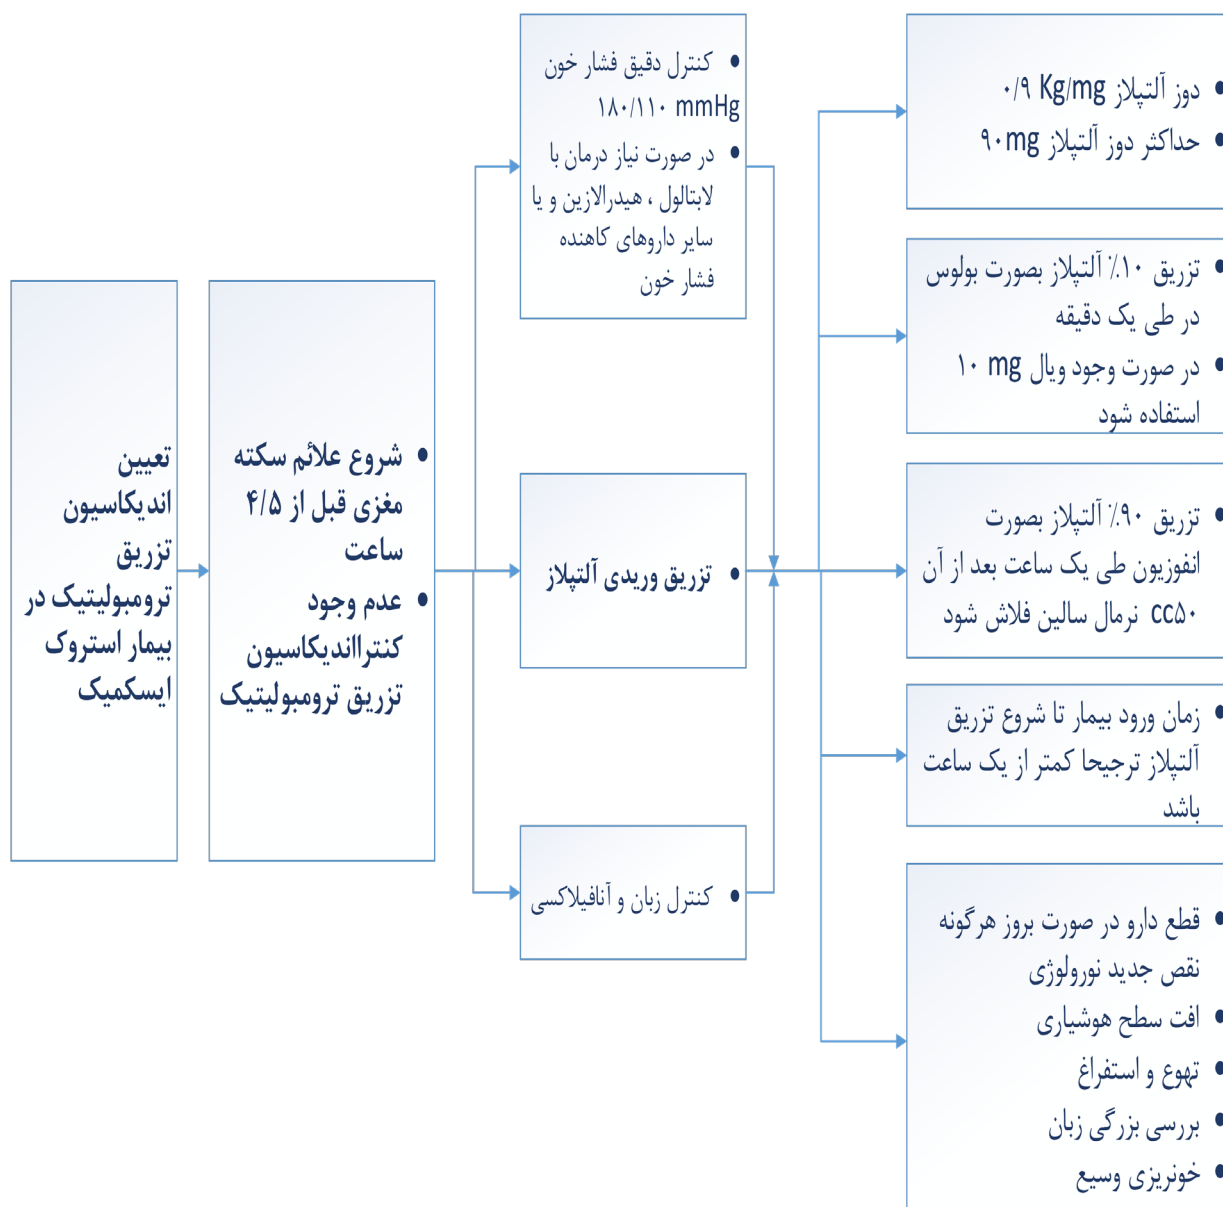 تعیین
اندیکاسیون
تزریق
ترومبولیتیک در
بیمار استروک
ایسکمیک
• شروع علائم سکته
مغزی قبل از ۴/۵
ساعت
• عدم وجود
کنترااندیکاسیون
تزریق ترومبولیتیک
• کنترل دقیق فشار خون
۱۸۰/۱۱۰ mmHg
• در صورت نیاز درمان با
لابتالول ، هیدرالازین و یا
سایر داروهای کاهنده
فشار خون
• تزریق وریدی آلتپلاز
• کنترل زبان و آنافیلاکسی
• دوز آلتپلاز ۰/۹ Kg/mg
• حداکثر دوز آلتپلاز ۹۰mg
• تزریق ۱۰٪ آلتپلاز بصورت بولوس
در طی یک دقیقه
• در صورت وجود ویال ۱۰ mg
استفاده شود
• تزریق ۹۰٪ آلتپلاز بصورت
انفوزیون طی یک ساعت بعد از آن
cc۵۰ نرمال سالین فلاش شود
• زمان ورود بیمار تا شروع تزریق
آلتپلاز ترجیحا کمتر از یک ساعت
باشد
• قطع دارو در صورت بروز هرگونه
نقص جدید نورولوژی
• افت سطح هوشیاری
• تهوع و استفراغ
• بررسی بزرگی زبان
• خونریزی وسیع